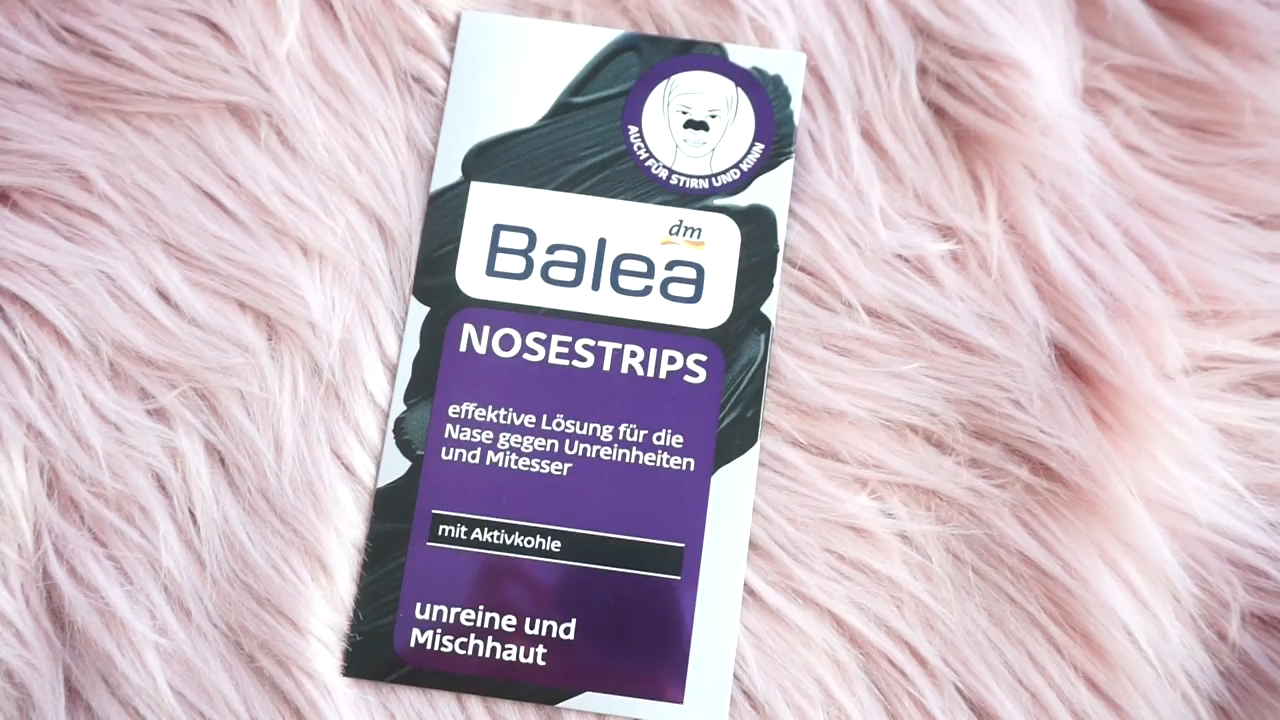 AUCH FÜR STIRN UND KINN
dm
Balea
NOSESTRIPS
effektive Lösung für die
Nase gegen Unreinheiten
und Mitesser
mit Aktivkohle
unreine und
Mischhaut